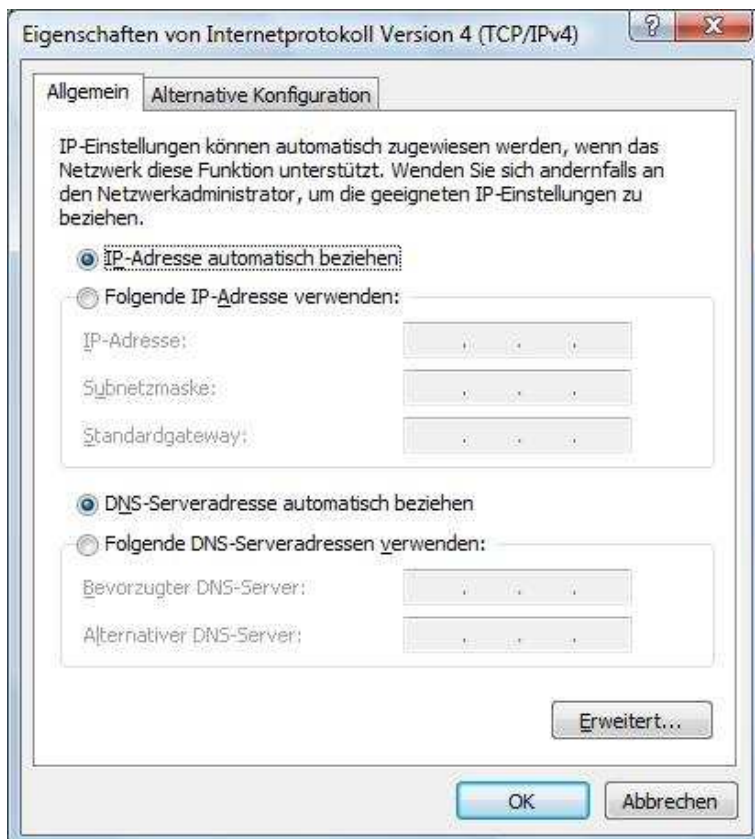 Eigenschaften von Internetprotokoll Version 4 (TCP/IPv4)
Allgemein
Alternative Konfiguration
IP-Einstellungen können automatisch zugewiesen werden, wenn das
Netzwerk diese Funktion unterstützt. Wenden Sie sich andernfalls an
den Netzwerkadministrator, um die geeigneten IP-Einstellungen zu
beziehen.
IP-Adresse automatisch beziehen
Folgende IP-Adresse verwenden:
IP-Adresse: . . .
Subnetzmaske: . . .
Standardgateway: . . .
DNS-Serveradresse automatisch beziehen
Folgende DNS-Serveradressen verwenden:
Bevorzugter DNS-Server: . . .
Alternativer DNS-Server: . . .
Erweitert...
OK
Abbrechen